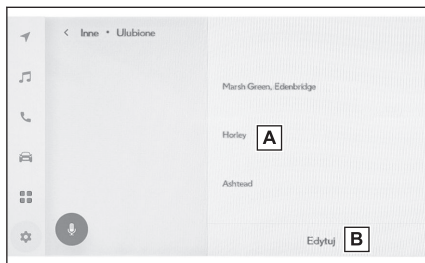 < Inne • Ulubione
Marsh Green, Edenbridge
Horley A
Ashtead
Edytuj B